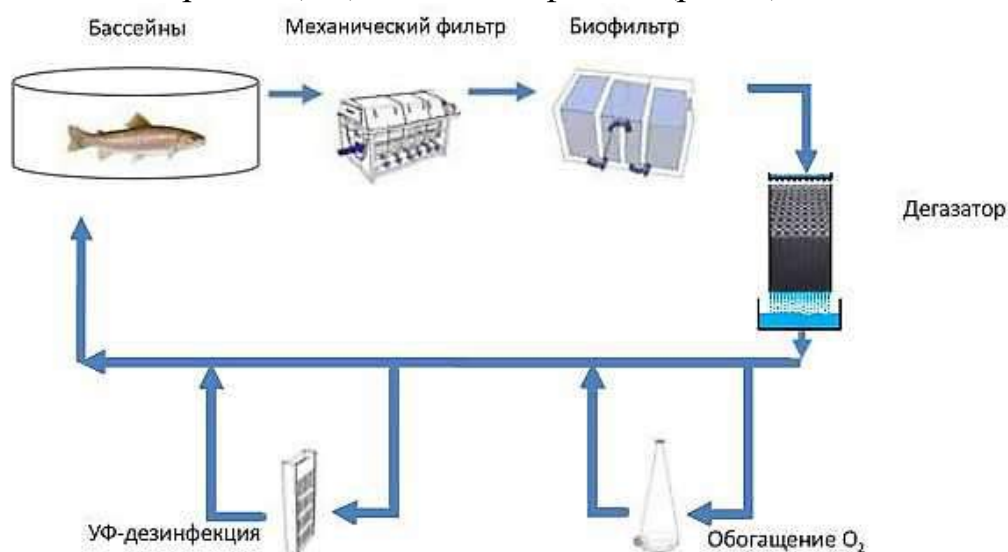 Бассейны
Механический фильтр
Биофильтр
Дегазатор
УФ-дезинфекция
Обогащение O₂